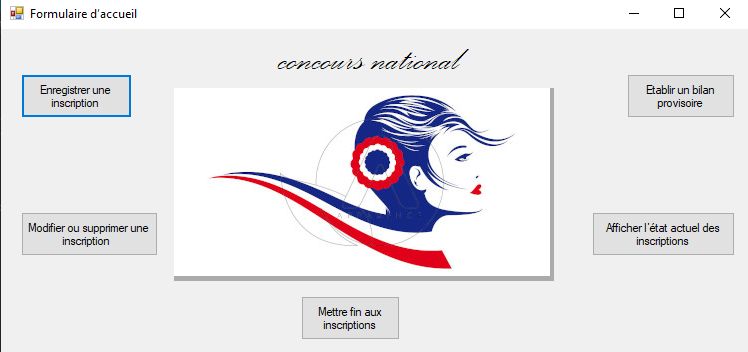 Formulaire d'accueil
concours national
Enregistrer une
inscription
Etablir un bilan
provisoire
Modifier ou supprimer une
inscription
Afficher l'état actuel des
inscriptions
Mettre fin aux
inscriptions